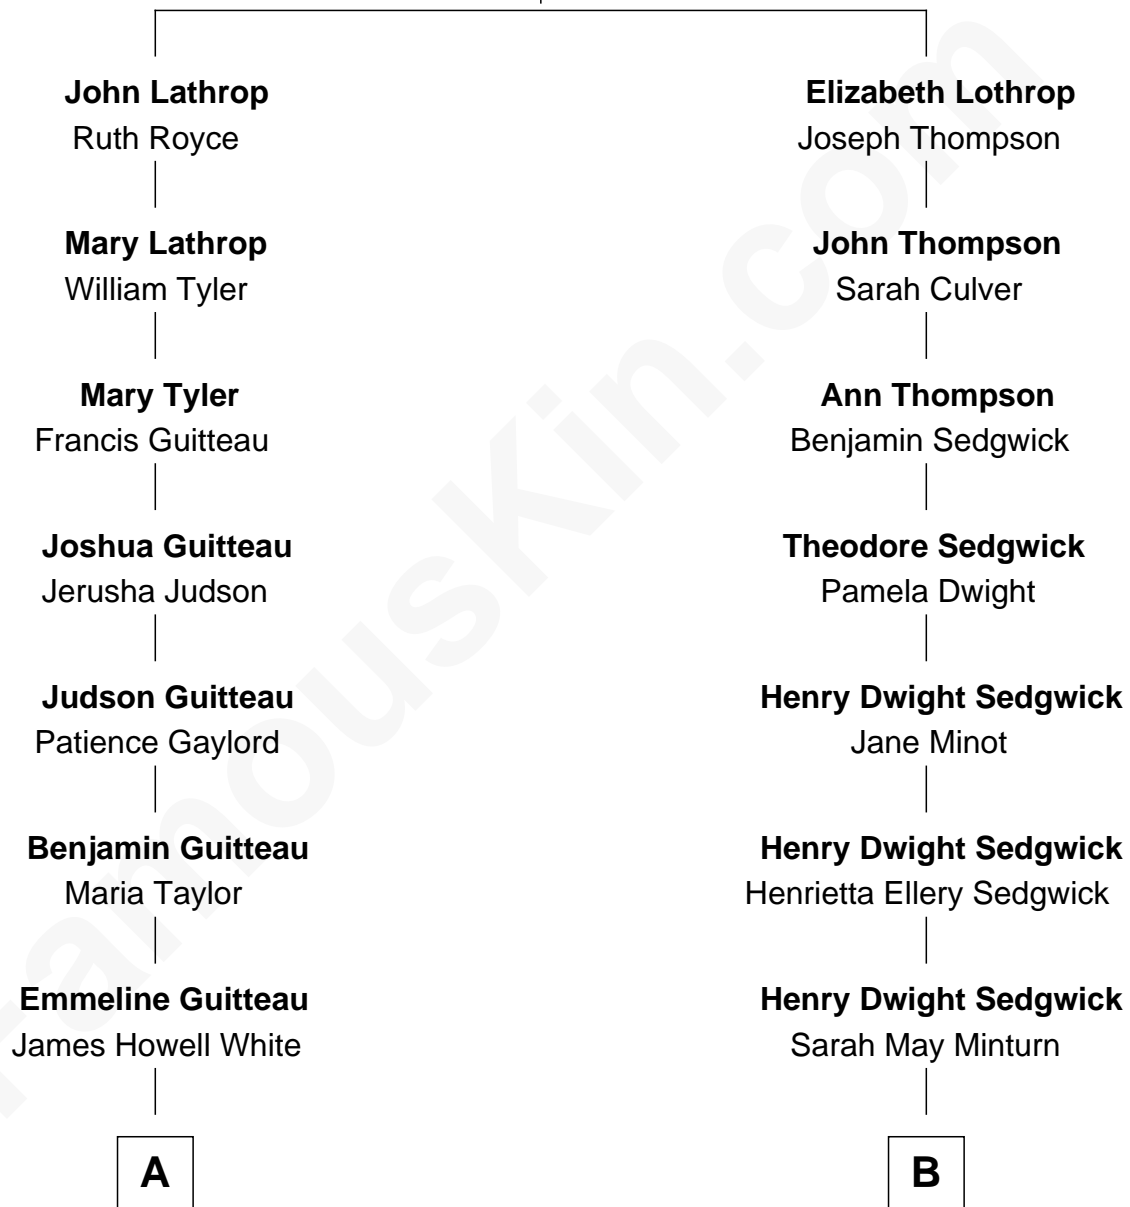 John Lathrop
Ruth Royce
Mary Lathrop
William Tyler
Mary Tyler
Francis Guitteau
Joshua Guitteau
Jerusha Judson
Judson Guitteau
Patience Gaylord
Benjamin Guitteau
Maria Taylor
Emmeline Guitteau
James Howell White
A
Elizabeth Lothrop
Joseph Thompson
John Thompson
Sarah Culver
Ann Thompson
Benjamin Sedgwick
Theodore Sedgwick
Pamela Dwight
Henry Dwight Sedgwick
Jane Minot
Henry Dwight Sedgwick
Henrietta Ellery Sedgwick
Henry Dwight Sedgwick
Sarah May Minturn
B
FamousKin.com